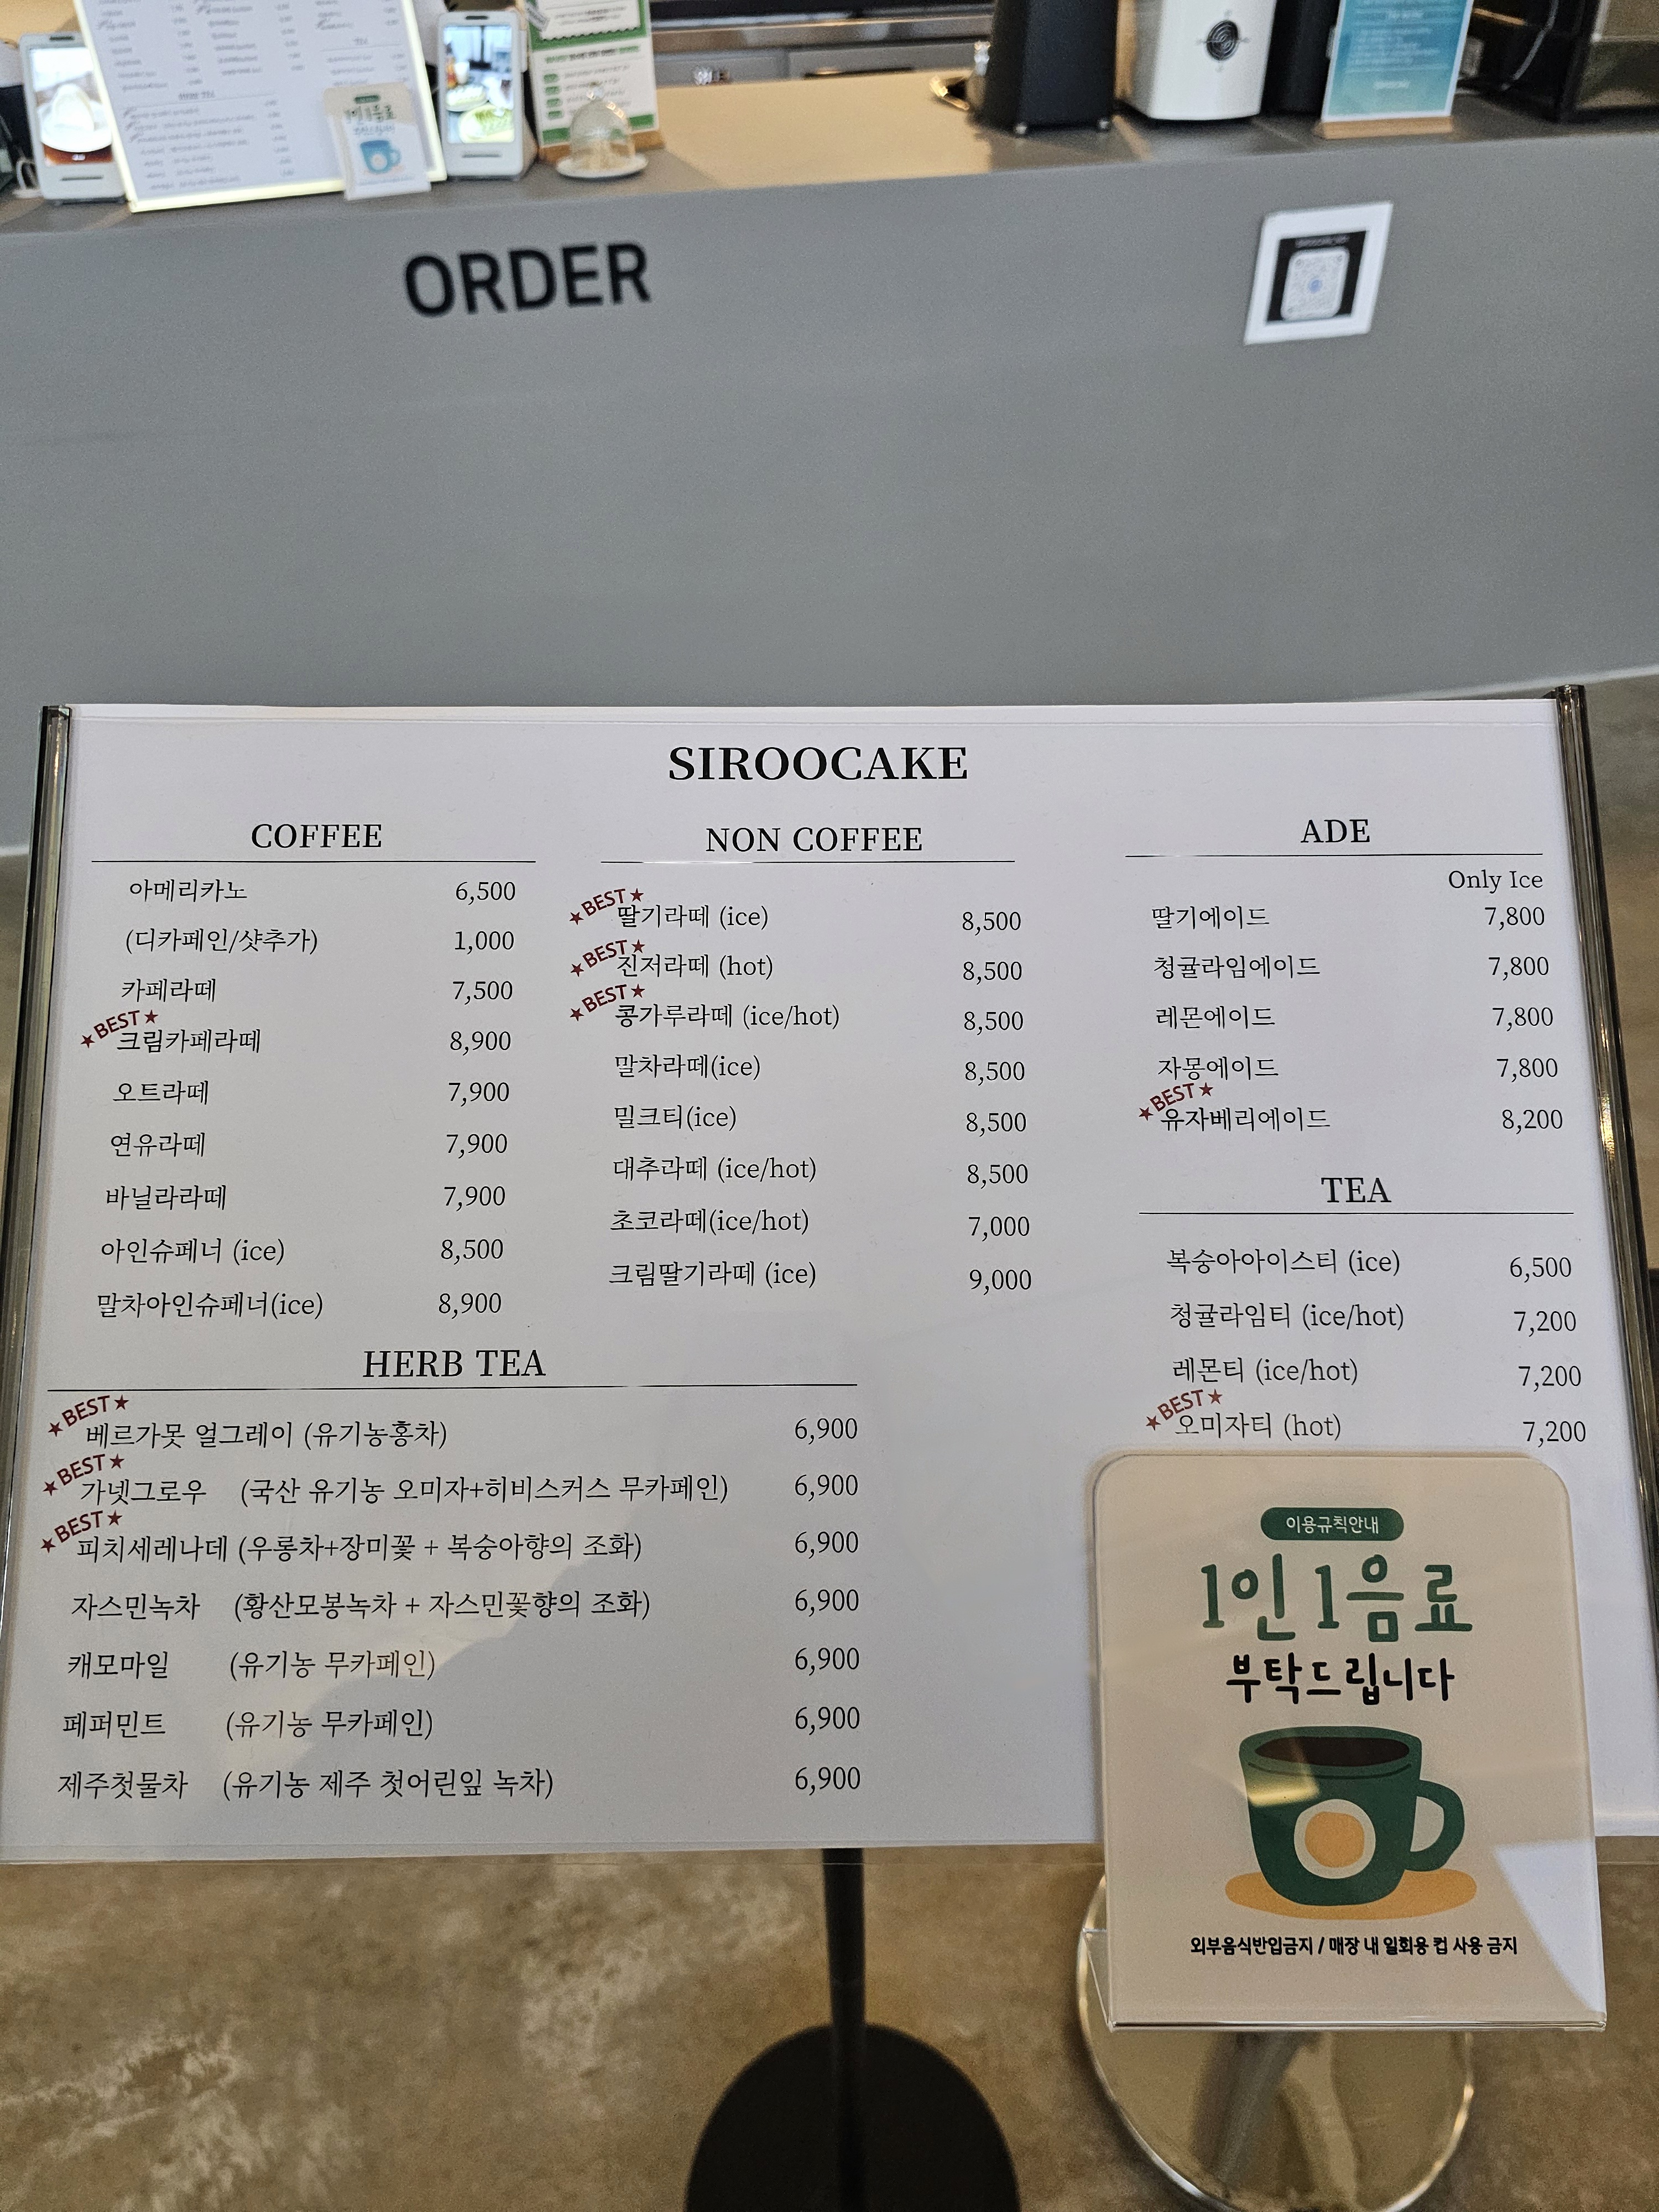 ORDER
SIROOCAKE
COFFEE
아메리카노 6,500
(디카페인/샷추가) 1,000
카페라떼 7,500
★BEST★
크림카페라떼 8,900
오트라떼 7,900
연유라떼 7,900
바닐라라떼 7,900
아인슈페너 (ice) 8,500
말차아인슈페너(ice) 8,900
NON COFFEE
★BEST★
딸기라떼 (ice) 8,500
★BEST★
진저라떼 (hot) 8,500
★BEST★
콩가루라떼 (ice/hot) 8,500
말차라떼(ice) 8,500
밀크티(ice) 8,500
대추라떼 (ice/hot) 8,500
초코라떼(ice/hot) 7,000
크림딸기라떼 (ice) 9,000
ADE
Only Ice
딸기에이드 7,800
청귤라임에이드 7,800
레몬에이드 7,800
자몽에이드 7,800
★BEST★
유자베리에이드 8,200
TEA
복숭아아이스티 (ice) 6,500
청귤라임티 (ice/hot) 7,200
레몬티 (ice/hot) 7,200
★BEST★
오미자티 (hot) 7,200
HERB TEA
★BEST★
베르가못 얼그레이 (유기농홍차) 6,900
★BEST★
가넷그로우 (국산 유기농 오미자+히비스커스 무카페인) 6,900
★BEST★
피치세레나데 (우롱차+장미꽃 + 복숭아향의 조화) 6,900
자스민녹차 (황산모봉녹차 + 자스민꽃향의 조화) 6,900
캐모마일 (유기농 무카페인) 6,900
페퍼민트 (유기농 무카페인) 6,900
제주첫물차 (유기농 제주 첫어린잎 녹차) 6,900
이용규칙안내
1인 1음료
부탁드립니다
외부음식반입금지 / 매장 내 일회용 컵 사용 금지